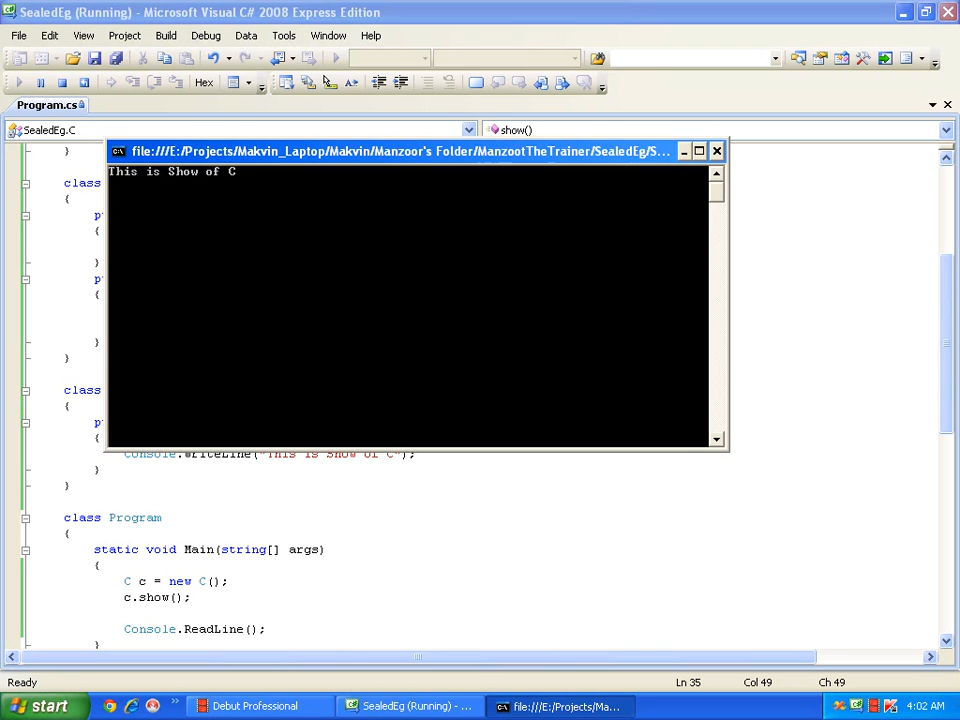 SealedEg (Running) - Microsoft Visual C# 2008 Express Edition
File Edit View Project Build Debug Data Tools Window Help
Hex
Program.cs
SealedEg.C show()
file:///E:/Projects/Makvin_Laptop/Makvin/Manzoor's Folder/ManzootTheTrainer/SealedEg/S...
This is Show of C
}
class
{
p
{
}
p
{
}
}
class
{
p
{
Console.WriteLine("This is Show of C");
}
}
class Program
{
static void Main(string[] args)
{
C c = new C();
c.show();
Console.ReadLine();
}
Ready Ln 35 Col 49 Ch 49
start Debut Professional SealedEg (Running) - ... file:///E:/Projects/Ma... 4:02 AM